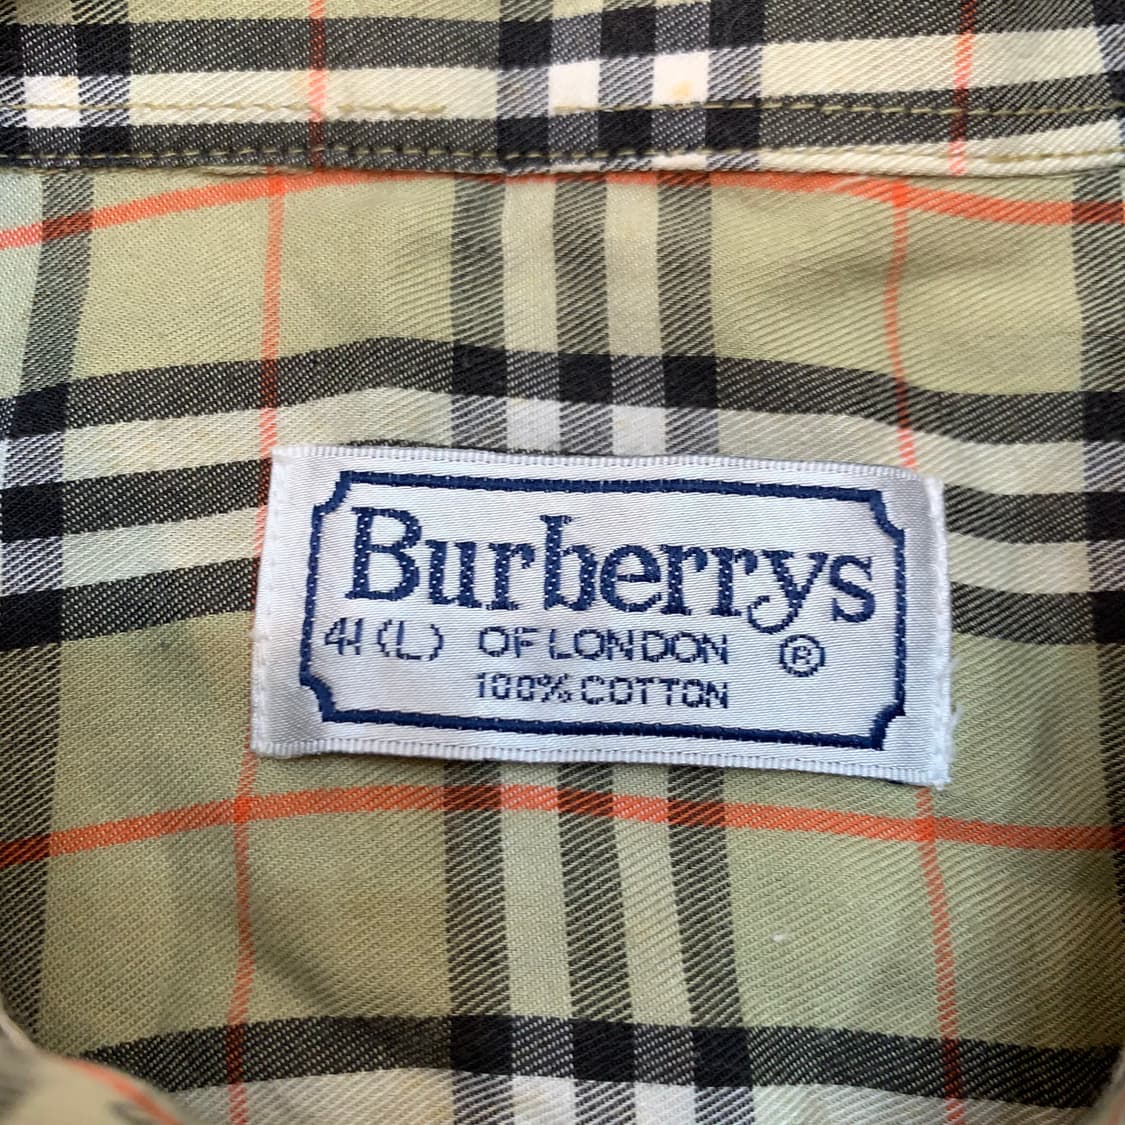 Burberrys
41 (L) OF LONDON ®
100% COTTON